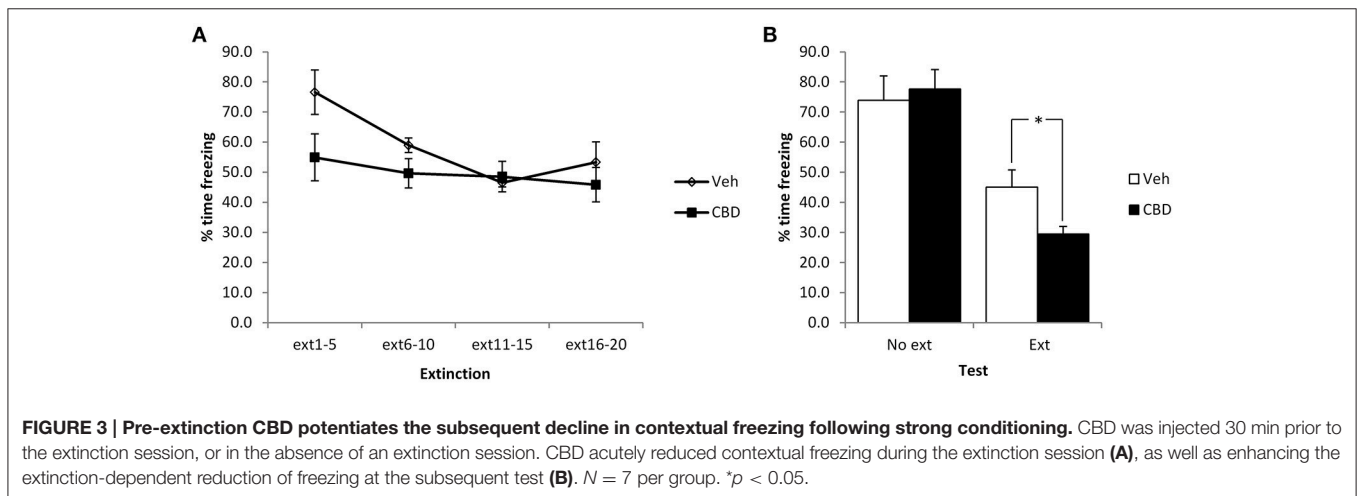 A
90.0
80.0
70.0
60.0
50.0
40.0
30.0
20.0
10.0
0.0
% time freezing
ext1-5 ext6-10 ext11-15 ext16-20
Extinction
Veh
CBD
B
90.0
80.0
70.0
60.0
50.0
40.0
30.0
20.0
10.0
0.0
% time freezing
*
No ext Ext
Test
Veh
CBD
FIGURE 3 | Pre-extinction CBD potentiates the subsequent decline in contextual freezing following strong conditioning. CBD was injected 30 min prior to
the extinction session, or in the absence of an extinction session. CBD acutely reduced contextual freezing during the extinction session (A), as well as enhancing the
extinction-dependent reduction of freezing at the subsequent test (B). N = 7 per group. *p < 0.05.